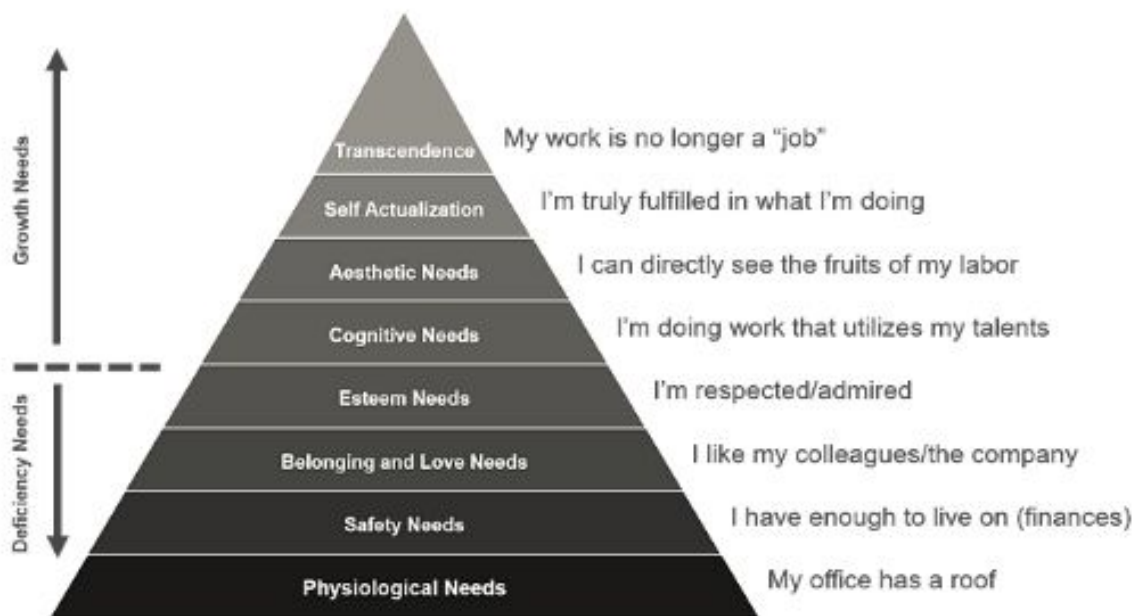 Growth Needs
Deficiency Needs
Transcendence
My work is no longer a “job”
Self Actualization
I’m truly fulfilled in what I’m doing
Aesthetic Needs
I can directly see the fruits of my labor
Cognitive Needs
I’m doing work that utilizes my talents
Esteem Needs
I’m respected/admired
Belonging and Love Needs
I like my colleagues/the company
Safety Needs
I have enough to live on (finances)
Physiological Needs
My office has a roof